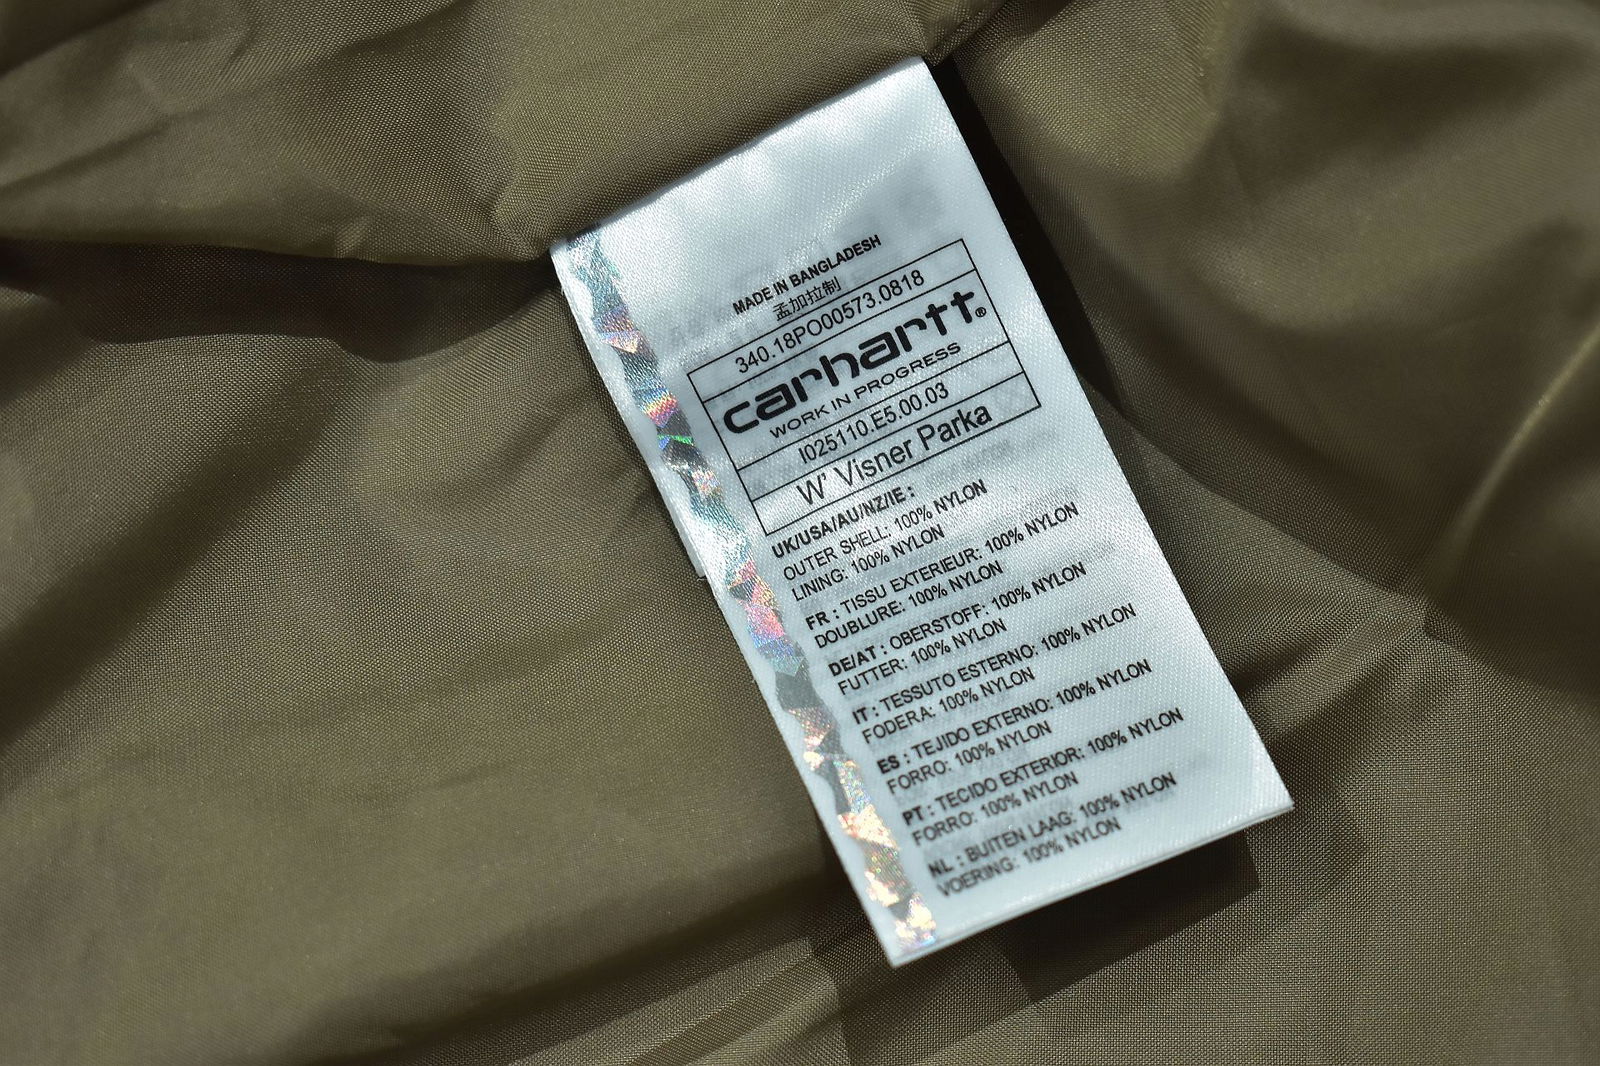 MADE IN BANGLADESH
孟加拉制
340.18PO00573.0818
carhartt®
WORK IN PROGRESS
I025110.E5.00.03
W' Visner Parka
UK/USA/AU/NZ/IE :
OUTER SHELL: 100% NYLON
LINING: 100% NYLON
FR : TISSU EXTERIEUR: 100% NYLON
DOUBLURE: 100% NYLON
DE/AT : OBERSTOFF: 100% NYLON
FUTTER: 100% NYLON
IT : TESSUTO ESTERNO: 100% NYLON
FODERA: 100% NYLON
ES : TEJIDO EXTERNO: 100% NYLON
FORRO: 100% NYLON
PT : TECIDO EXTERIOR: 100% NYLON
FORRO: 100% NYLON
NL : BUITEN LAAG: 100% NYLON
VOERING: 100% NYLON